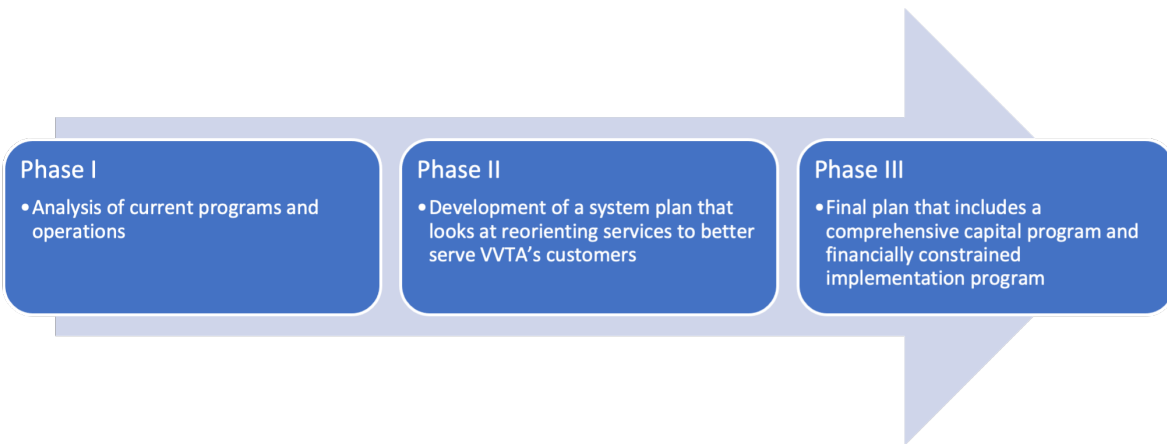 Phase I
•Analysis of current programs and
operations
Phase II
•Development of a system plan that
looks at reorienting services to better
serve VVTA’s customers
Phase III
•Final plan that includes a
comprehensive capital program and
financially constrained
implementation program